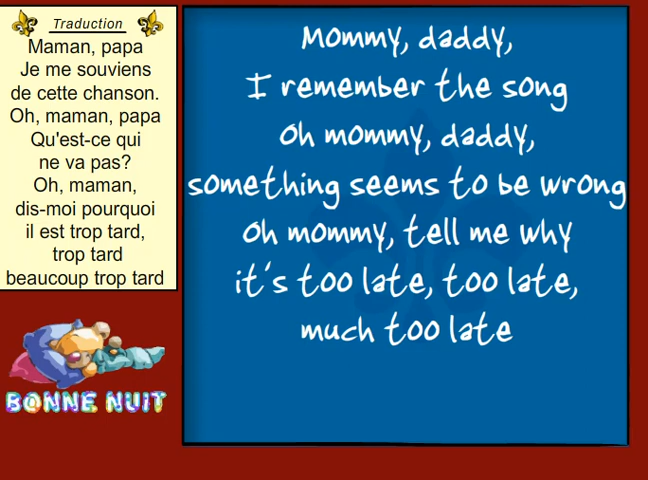 Traduction
Maman, papa
Je me souviens
de cette chanson.
Oh, maman, papa
Qu'est-ce qui
ne va pas?
Oh, maman,
dis-moi pourquoi
il est trop tard,
trop tard
beaucoup trop tard
BONNE NUIT
Mommy, daddy,
I remember the song
Oh mommy, daddy,
something seems to be wrong
Oh mommy, tell me why
it's too late, too late,
much too late